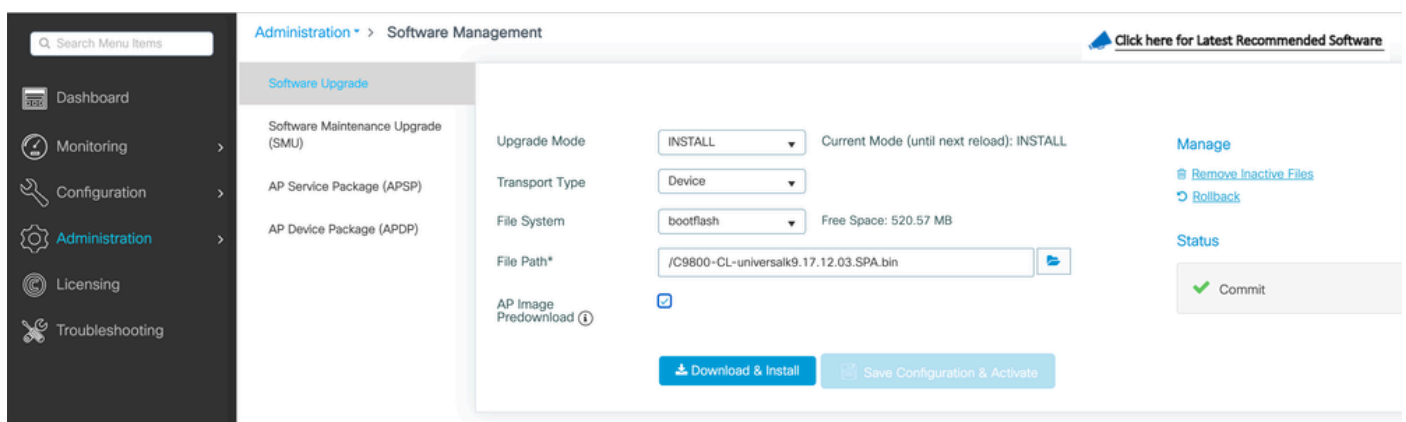 Search Menu Items
Dashboard
Monitoring
Configuration
Administration
Licensing
Troubleshooting
Administration > Software Management
Click here for Latest Recommended Software
Software Upgrade
Software Maintenance Upgrade
(SMU)
AP Service Package (APSP)
AP Device Package (APDP)
Upgrade Mode
INSTALL
Current Mode (until next reload): INSTALL
Transport Type
Device
File System
bootflash
Free Space: 520.57 MB
File Path*
/C9800-CL-universalk9.17.12.03.SPA.bin
AP Image
Predownload
Download & Install
Save Configuration & Activate
Manage
Remove Inactive Files
Rollback
Status
Commit